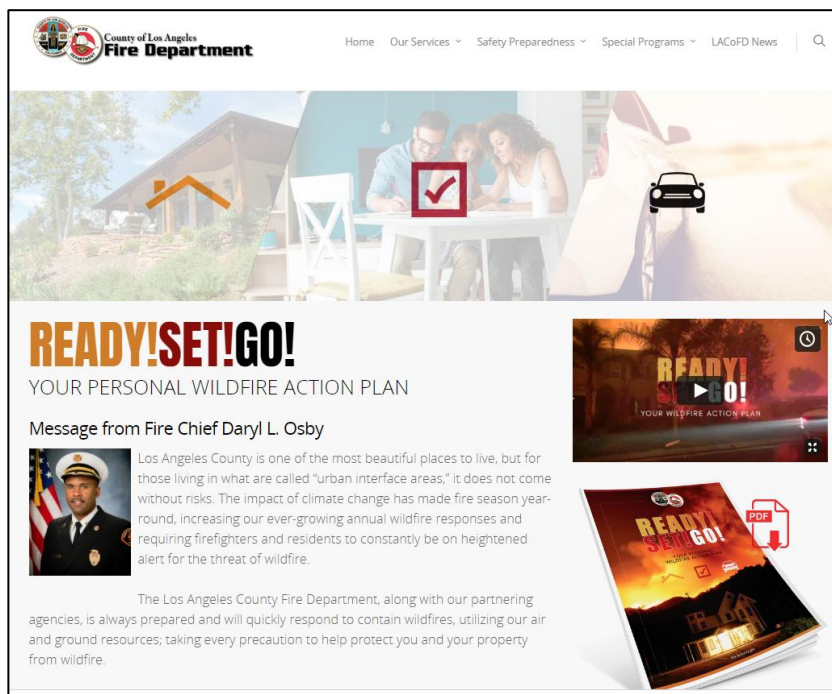 County of Los Angeles
Fire Department
Home Our Services Safety Preparedness Special Programs LACoFD News
READY!SET!GO!
YOUR PERSONAL WILDFIRE ACTION PLAN
Message from Fire Chief Daryl L. Osby
Los Angeles County is one of the most beautiful places to live, but for
those living in what are called “urban interface areas,” it does not come
without risks. The impact of climate change has made fire season year-
round, increasing our ever-growing annual wildfire responses and
requiring firefighters and residents to constantly be on heightened
alert for the threat of wildfire.
The Los Angeles County Fire Department, along with our partnering
agencies, is always prepared and will quickly respond to contain wildfires, utilizing our air
and ground resources; taking every precaution to help protect you and your property
from wildfire.
READY!
SET!GO!
YOUR WILDFIRE ACTION PLAN
READY!
SET!GO!
YOUR PERSONAL
WILDFIRE ACTION PLAN
PDF